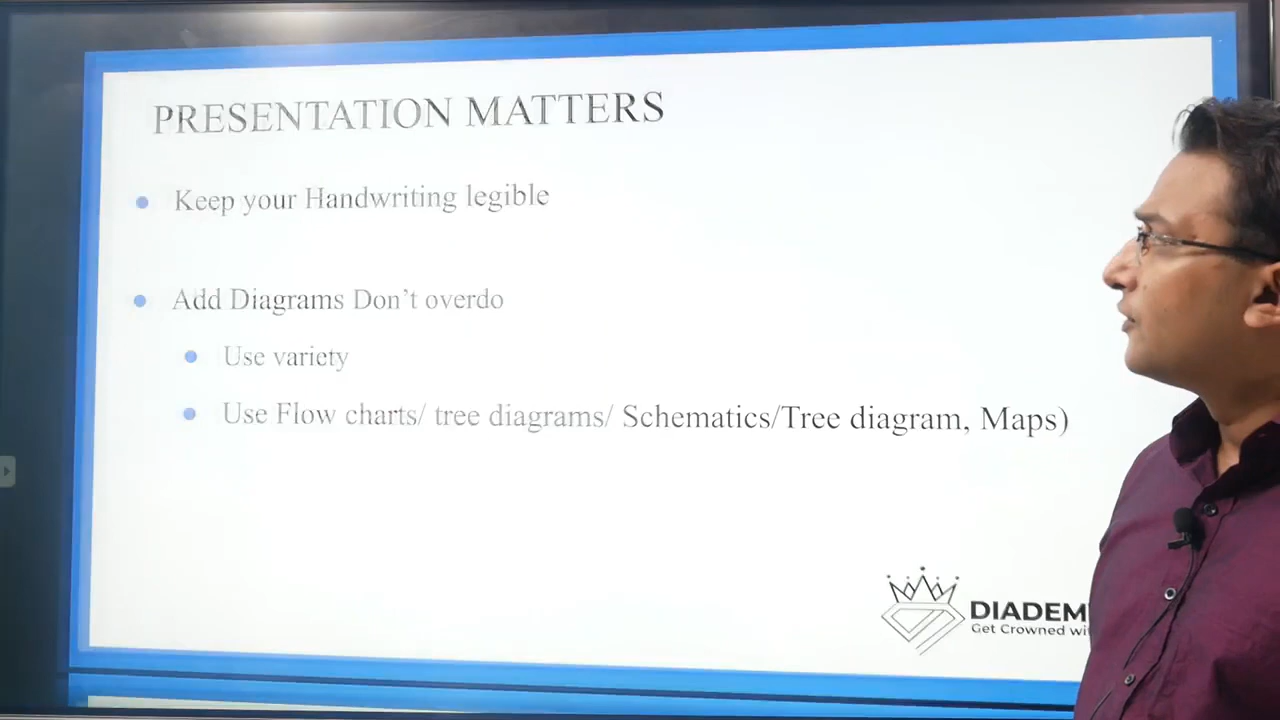 PRESENTATION MATTERS
Keep your Handwriting legible
Add Diagrams Don't overdo
Use variety
Use Flow charts/ tree diagrams/ Schematics/Tree diagram, Maps)
DIADEM
Get Crowned